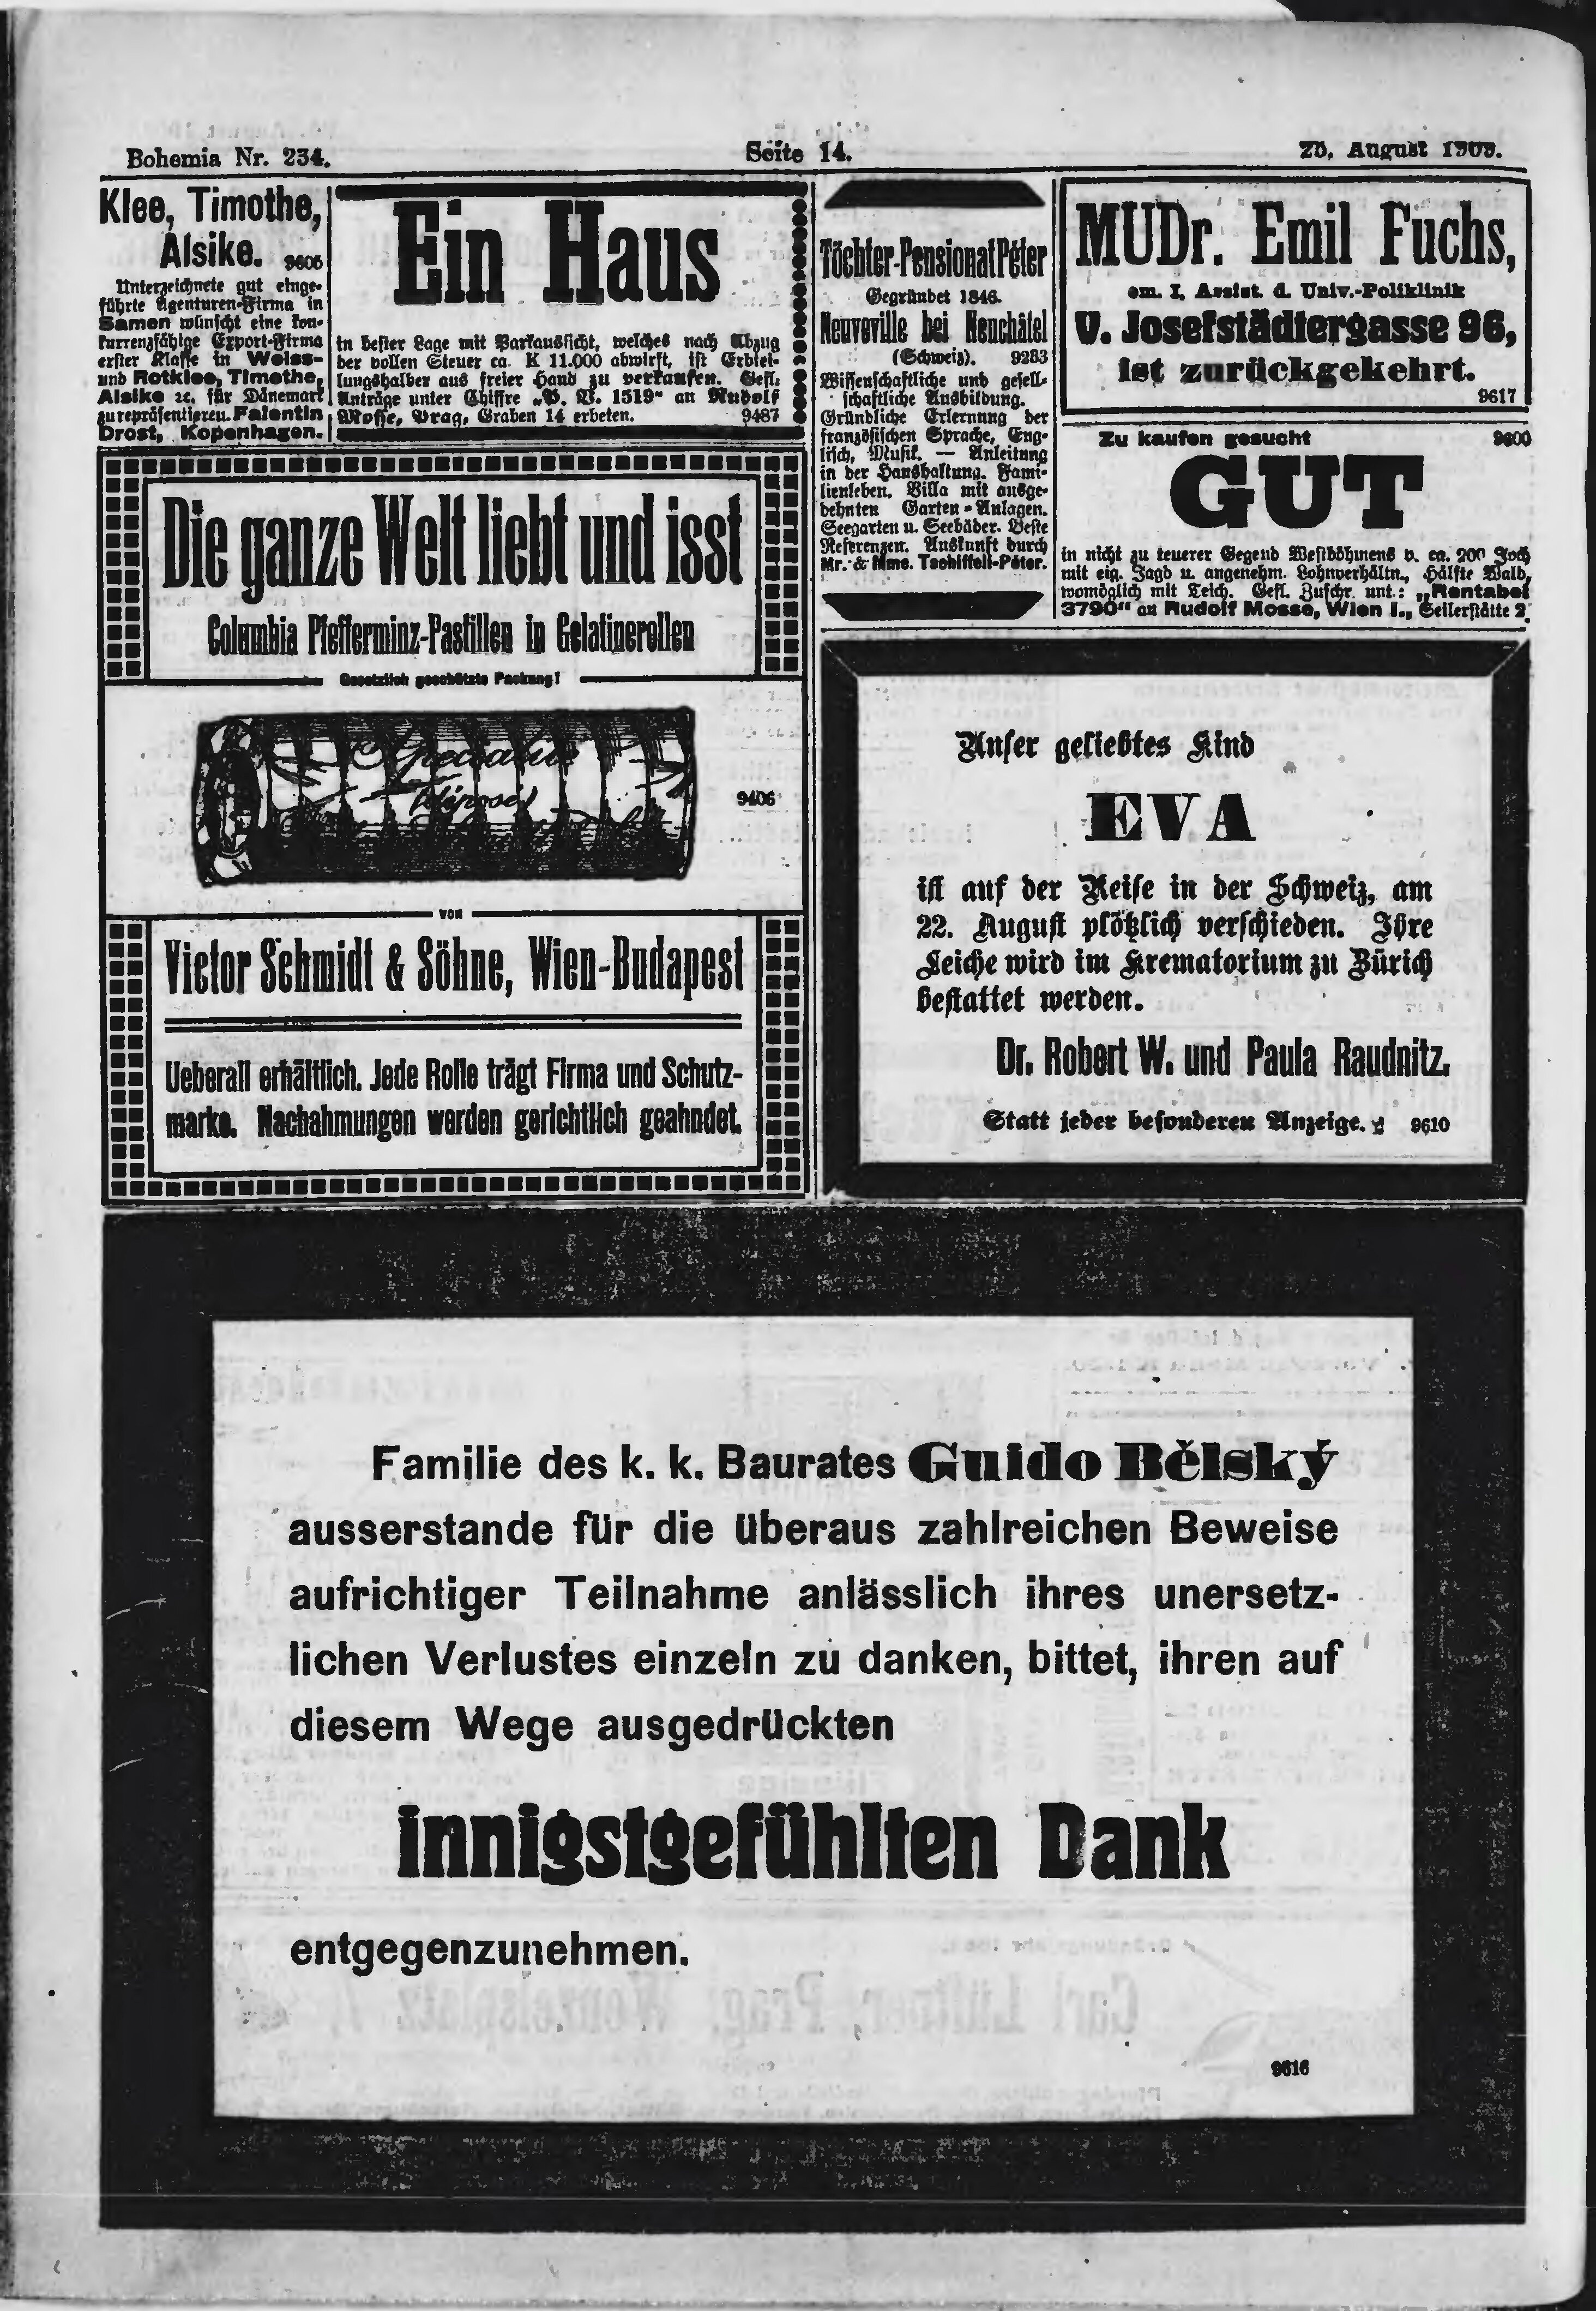 Bohemia Nr. 234.
Seite 14.
25. August 1909.
Klee, Timothe,
Alsike. 9605
Unterzeichnete gut einge-
führte Agenturen-Firma in
Samen wünscht eine kon-
kurrenzfähige Export-Firma
erster Klasse in Weiss-
und Rotklee, Timothe,
Alsike ec. für Dänemark
zu repräsentieren. Falentin
Drost, Kopenhagen.
Ein Haus
in bester Lage mit Parkaussicht, welches nach Abzug
der vollen Steuer ca. K 11.000 abwirft, ist Erbtei-
lungshalber aus freier Hand zu verkaufen. Gefl.
Anträge unter Chiffre „P. V. 1519“ an Rudolf
Mosse, Prag, Graben 14 erbeten. 9487
Töchter-Pensionat Péter
Gegründet 1846.
Neuveville bei Neuchâtel
(Schweiz). 9283
Wissenschaftliche und gesell-
schaftliche Ausbildung.
Gründliche Erlernung der
französischen Sprache, Eng-
lisch, Musik. — Anleitung
in der Haushaltung. Fami-
lienleben. Villa mit ausge-
dehnten Garten-Anlagen.
Seegarten u. Seebäder. Beste
Referenzen. Auskunft durch
Mr. & Mme. Tschiffeli-Péter.
MUDr. Emil Fuchs,
em. I. Assist. d. Univ.-Poliklinik
V. Josefstädtergasse 96,
ist zurückgekehrt.
9617
Zu kaufen gesucht 9600
GUT
in nicht zu teuerer Gegend Westböhmens v. ca. 200 Joch
mit eig. Jagd u. angenehm. Lohnverhältn., Hälfte Wald,
womöglich mit Teich. Gefl. Zuschr. unt.: „Rentabel
3790“ an Rudolf Mosse, Wien I., Seilerstätte 2.
Die ganze Welt liebt und isst
Columbia Pfefferminz-Pastillen in Gelatinerollen
Gesetzlich geschützte Packung!
9406
von
Victor Schmidt & Söhne, Wien-Budapest
Ueberall erhältlich. Jede Rolle trägt Firma und Schutz-
marke. Nachahmungen werden gerichtlich geahndet.
Unser geliebtes Kind
EVA
ist auf der Reise in der Schweiz, am
22. August plötzlich verschieden. Ihre
Leiche wird im Krematorium zu Zürich
bestattet werden.
Dr. Robert W. und Paula Raudnitz.
Statt jeder besonderen Anzeige. 9610
Familie des k. k. Baurates Guido Bělský
ausserstande für die überaus zahlreichen Beweise
aufrichtiger Teilnahme anlässlich ihres unersetz-
lichen Verlustes einzeln zu danken, bittet, ihren auf
diesem Wege ausgedrückten
innigstgefühlten Dank
entgegenzunehmen.
9616